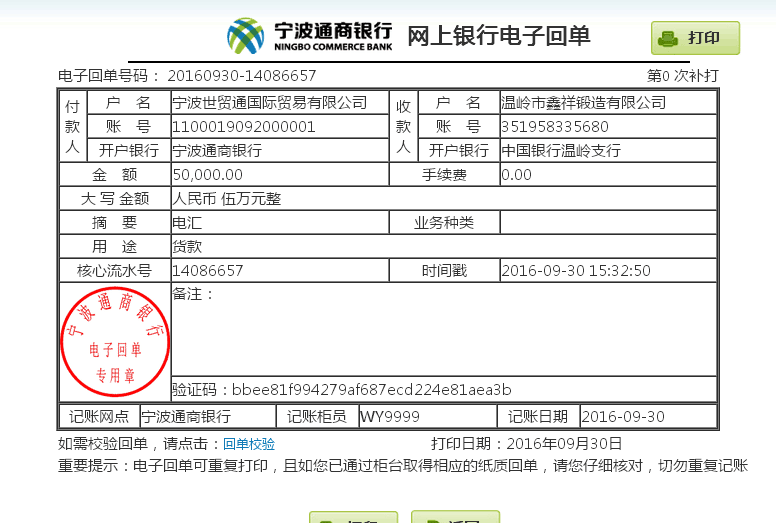 宁波通商银行 网上银行电子回单 打印
NINGBO COMMERCE BANK
电子回单号码： 20160930-14086657 第0 次补打
付款人 户 名 宁波世贸通国际贸易有限公司 收款人 户 名 温岭市鑫祥锻造有限公司
账 号 1100019092000001 账 号 351958335680
开户银行 宁波通商银行 开户银行 中国银行温岭支行
金 额 50,000.00 手续费 0.00
大 写 金额 人民币 伍万元整
摘 要 电汇 业务种类
用 途 货款
核心流水号 14086657 时间戳 2016-09-30 15:32:50
备注：
宁波通商银行
电子回单
专用章
验证码：bbee81f994279af687ecd224e81aea3b
记账网点 宁波通商银行 记账柜员 WY9999 记账日期 2016-09-30
如需校验回单，请点击：回单校验 打印日期：2016年09月30日
重要提示：电子回单可重复打印，且如您已通过柜台取得相应的纸质回单，请您仔细核对，切勿重复记账